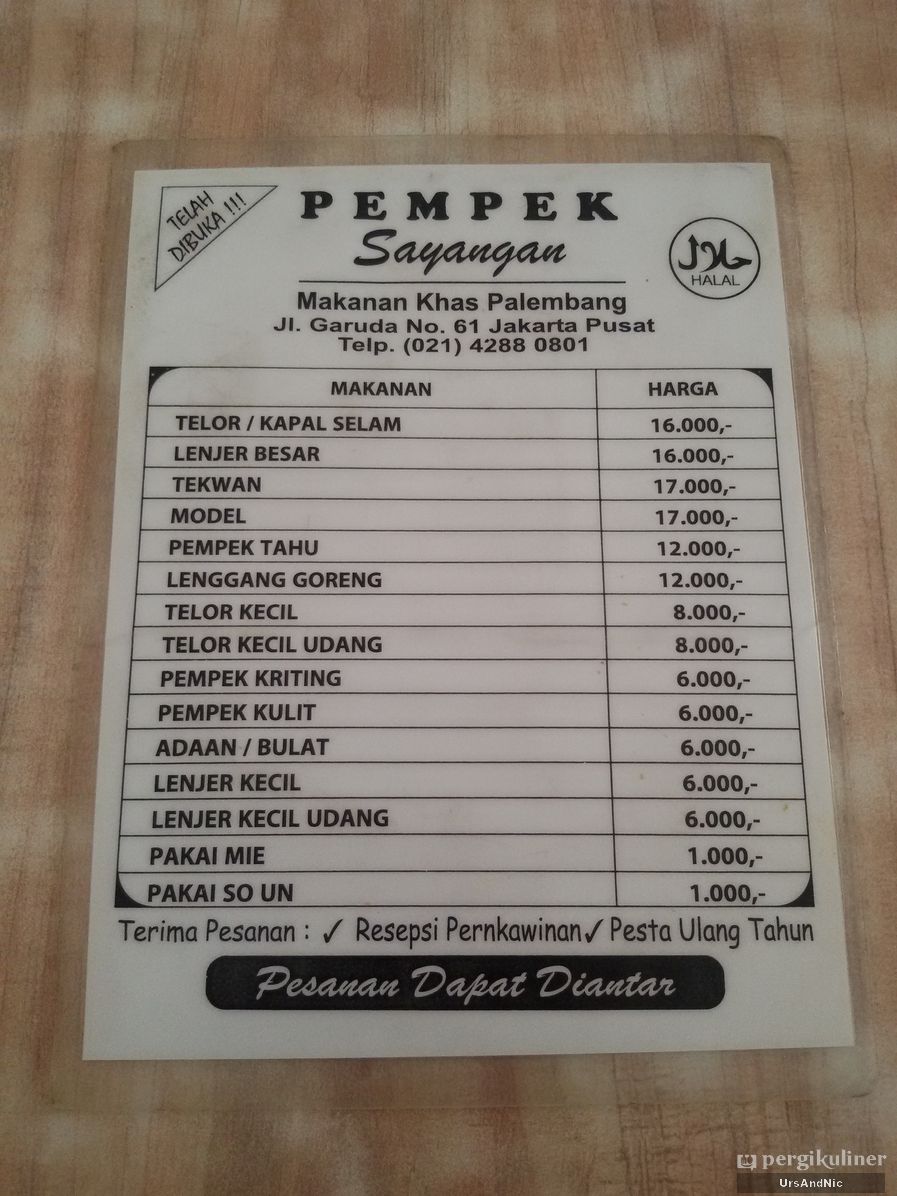 TELAH
DIBUKA !!!
PEMPEK
Sayangan
حلال
HALAL
Makanan Khas Palembang
Jl. Garuda No. 61 Jakarta Pusat
Telp. (021) 4288 0801
MAKANAN HARGA
TELOR / KAPAL SELAM 16.000,-
LENJER BESAR 16.000,-
TEKWAN 17.000,-
MODEL 17.000,-
PEMPEK TAHU 12.000,-
LENGGANG GORENG 12.000,-
TELOR KECIL 8.000,-
TELOR KECIL UDANG 8.000,-
PEMPEK KRITING 6.000,-
PEMPEK KULIT 6.000,-
ADAAN / BULAT 6.000,-
LENJER KECIL 6.000,-
LENJER KECIL UDANG 6.000,-
PAKAI MIE 1.000,-
PAKAI SO UN 1.000,-
Terima Pesanan : ✓ Resepsi Pernkawinan ✓ Pesta Ulang Tahun
Pesanan Dapat Diantar
pergikuliner
UrsAndNic